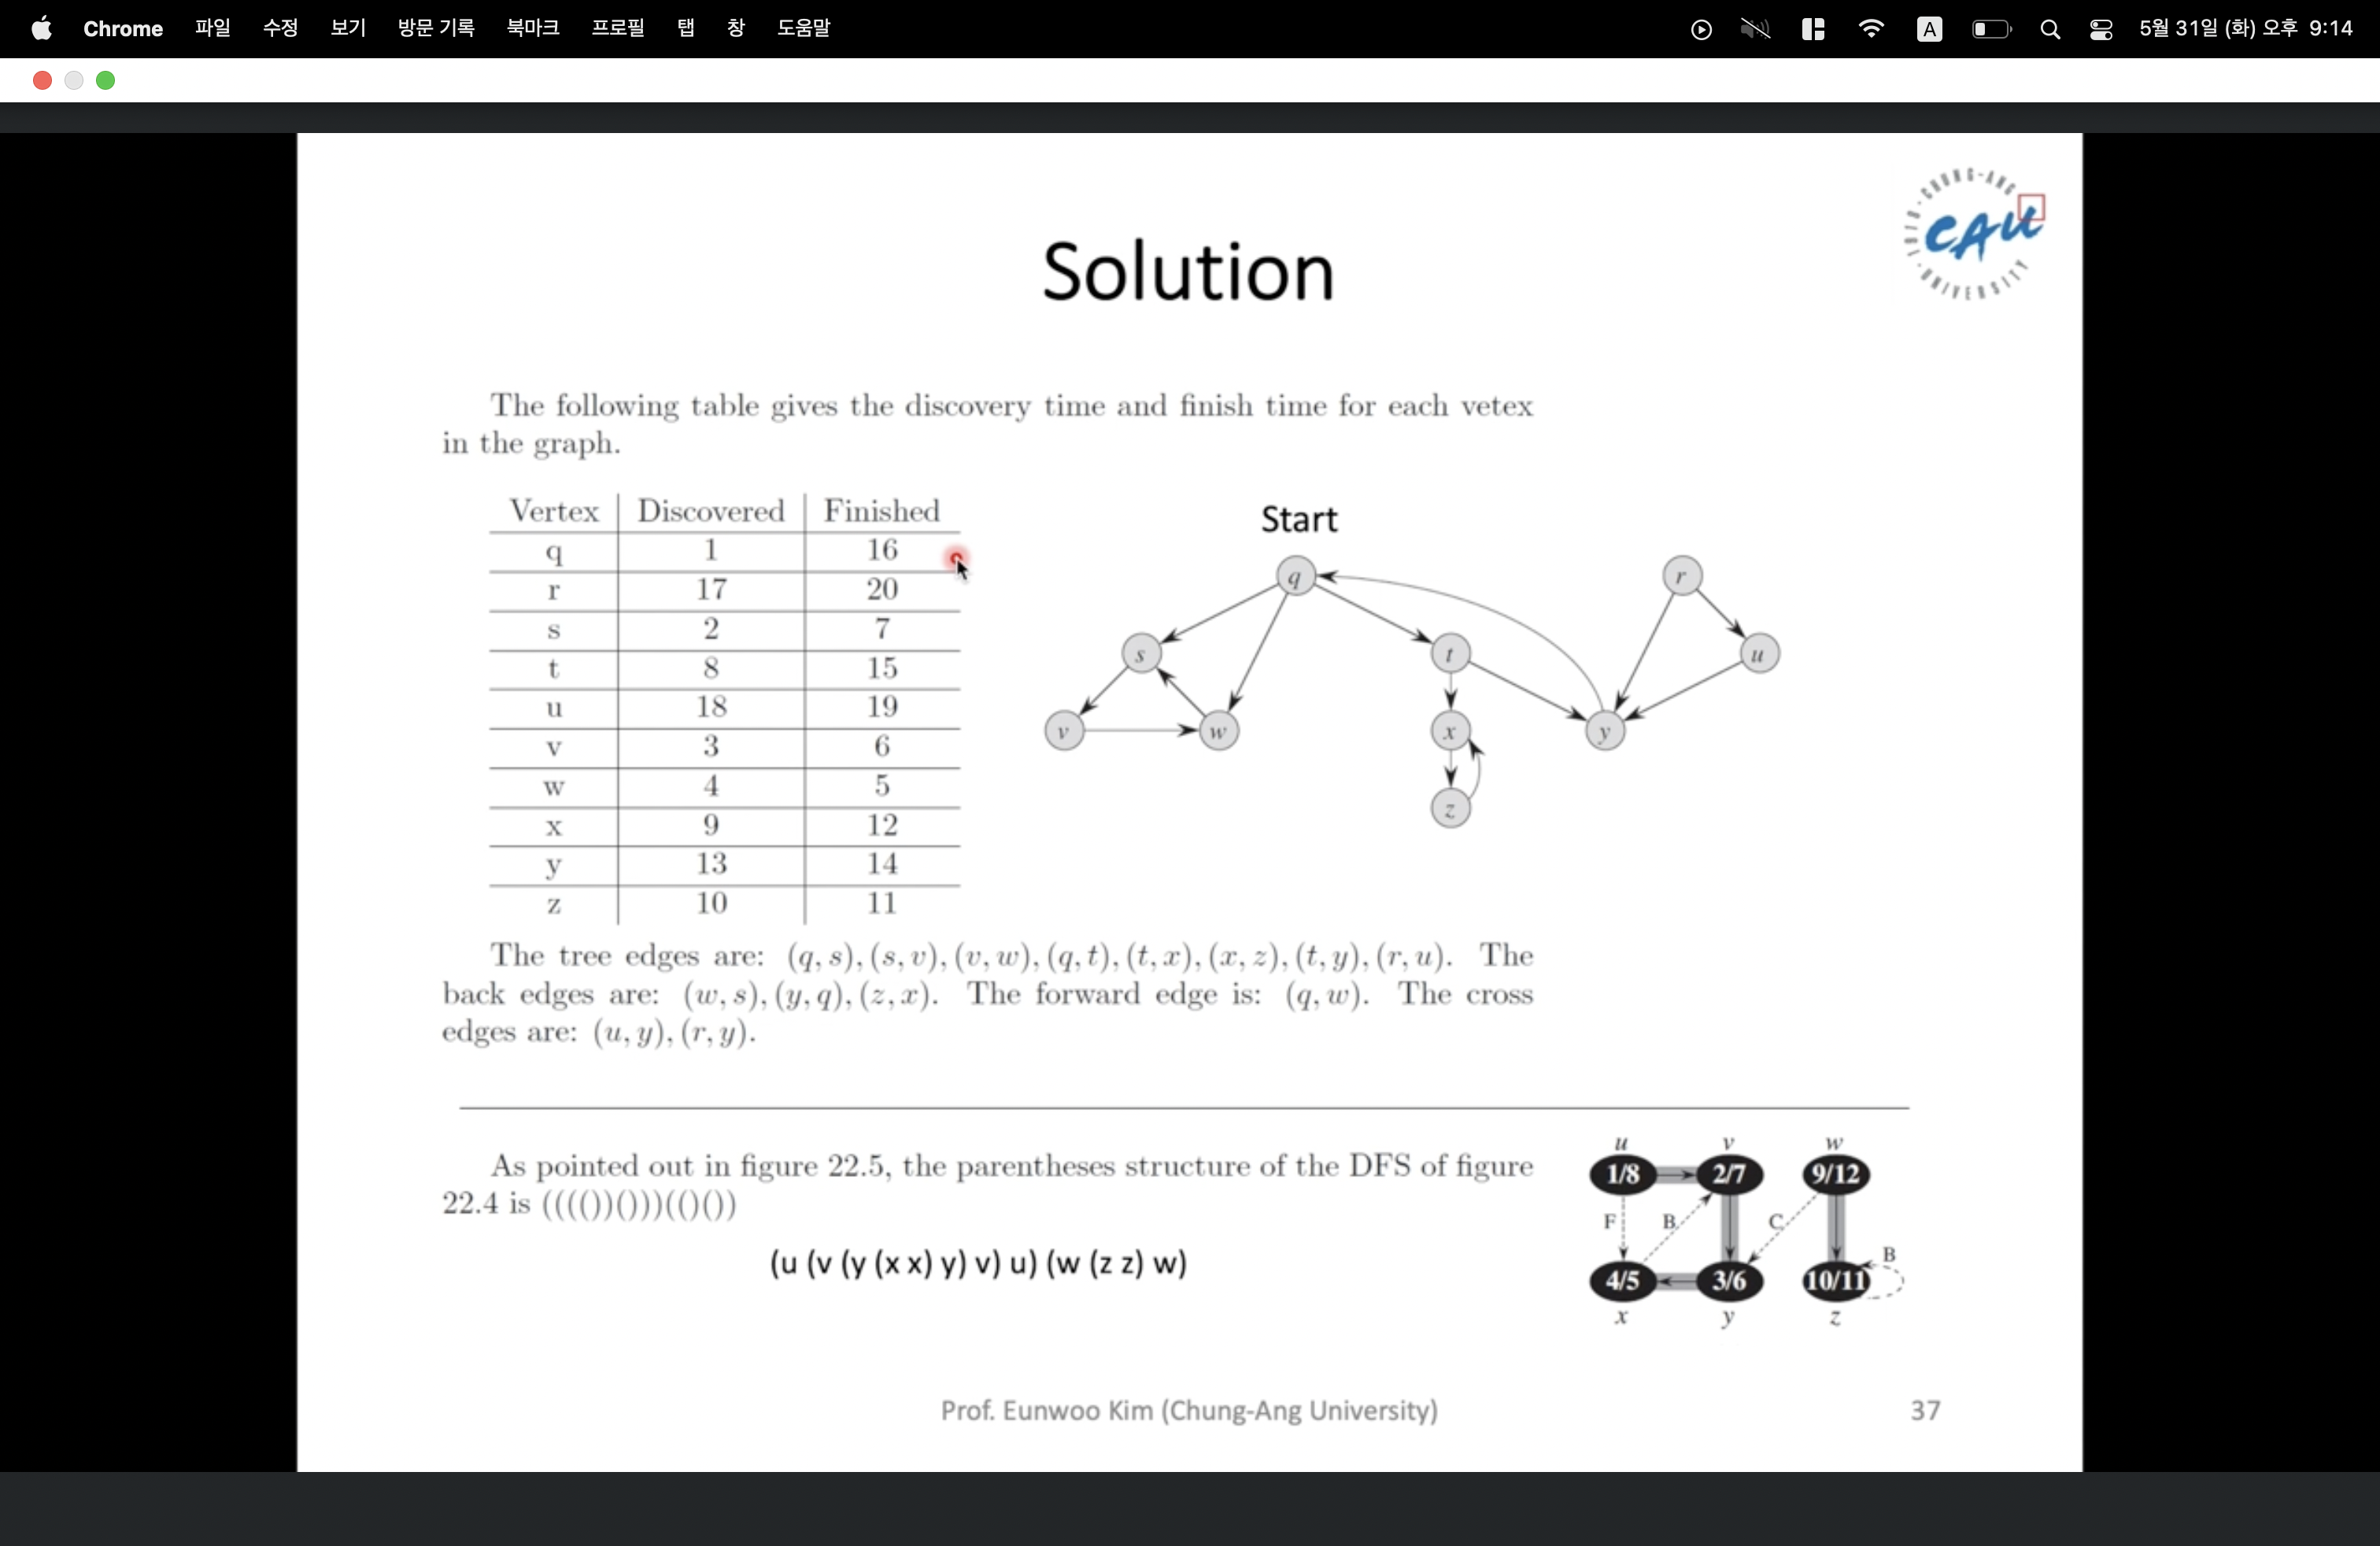 Chrome 파일 수정 보기 방문 기록 북마크 프로필 탭 창 도움말 A 5월 31일 (화) 오후 9:14
CHUNG-ANG UNIVERSITY
CAU
Solution
The following table gives the discovery time and finish time for each vetex
in the graph.
Vertex Discovered Finished
q 1 16
r 17 20
s 2 7
t 8 15
u 18 19
v 3 6
w 4 5
x 9 12
y 13 14
z 10 11
Start
q r
s t u
v w x y
z
The tree edges are: (q, s), (s, v), (v, w), (q, t), (t, x), (x, z), (t, y), (r, u). The
back edges are: (w, s), (y, q), (z, x). The forward edge is: (q, w). The cross
edges are: (u, y), (r, y).
As pointed out in figure 22.5, the parentheses structure of the DFS of figure
22.4 is (((())()))(()())
(u (v (y (x x) y) v) u) (w (z z) w)
u v w
1/8 2/7 9/12
F B C B
4/5 3/6 10/11
x y z
Prof. Eunwoo Kim (Chung-Ang University)
37